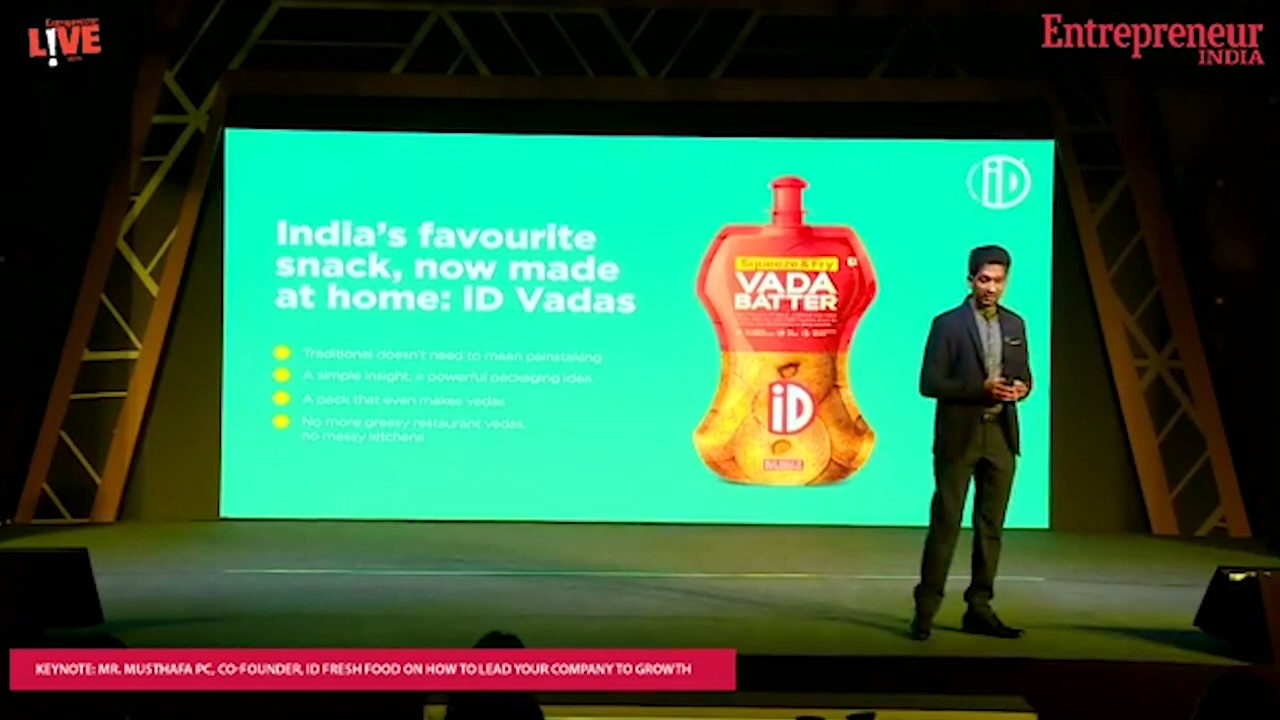 Entrepreneur
L!VE
Entrepreneur
INDIA
iD
India's favourite
snack, now made
at home: iD Vadas
Traditional doesn't need to mean painstaking
A simple insight, a powerful packaging idea
A pack that even makes vadas
No more greasy restaurant vadas,
no messy kitchens
Squeeze & Fry
VADA
BATTER
iD
KEYNOTE: MR. MUSTHAFA PC, CO-FOUNDER, ID FRESH FOOD ON HOW TO LEAD YOUR COMPANY TO GROWTH